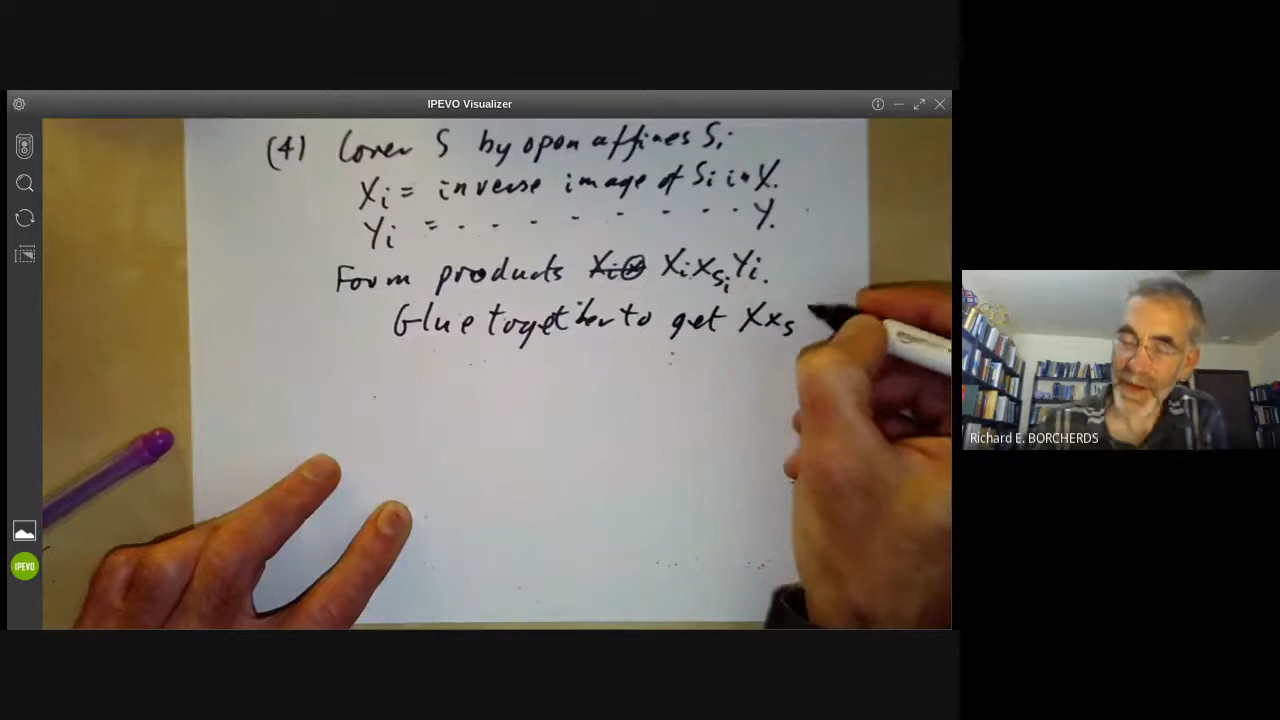 IPEVO Visualizer
(4) Cover S by open affines Si
Xi = inverse image of Si in X.
Yi = . - - - - - . . Y.
Form products Xi⊗ Xi×SiYi.
Glue together to get X×S
Richard E. BORCHERDS
IPEVO